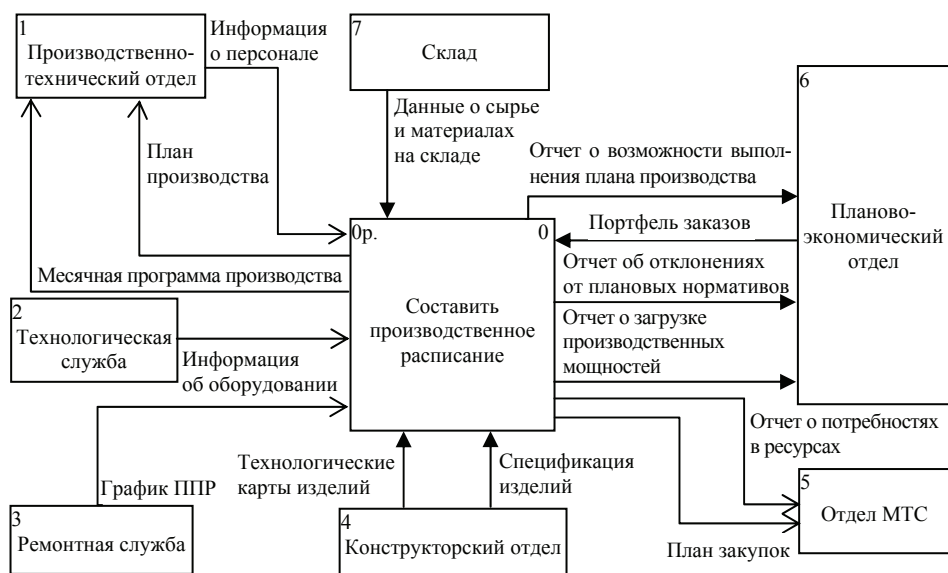 1
Производственно-
технический отдел
Информация
о персонале
7
Склад
6
Планово-
экономический
отдел
Данные о сырье
и материалах
на складе
План
производства
Отчет о возможности выпол-
нения плана производства
Портфель заказов
0р.
0
Составить
производственное
расписание
Месячная программа производства
Отчет об отклонениях
от плановых нормативов
2
Технологическая
служба
Информация
об оборудовании
Отчет о загрузке
производственных
мощностей
Отчет о потребностях
в ресурсах
График ППР
Технологические
карты изделий
Спецификация
изделий
3
Ремонтная служба
4
Конструкторский отдел
5
Отдел МТС
План закупок